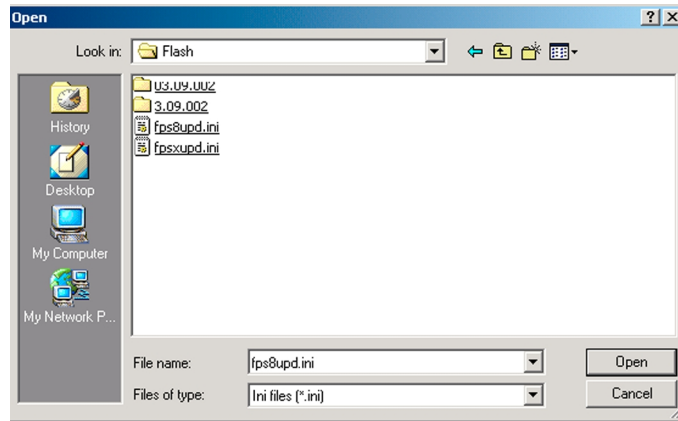 Open
Look in: Flash
03.09.002
3.09.002
fps8upd.ini
fpsxupd.ini
History
Desktop
My Computer
My Network P...
File name: fps8upd.ini Open
Files of type: Ini files (*.ini) Cancel